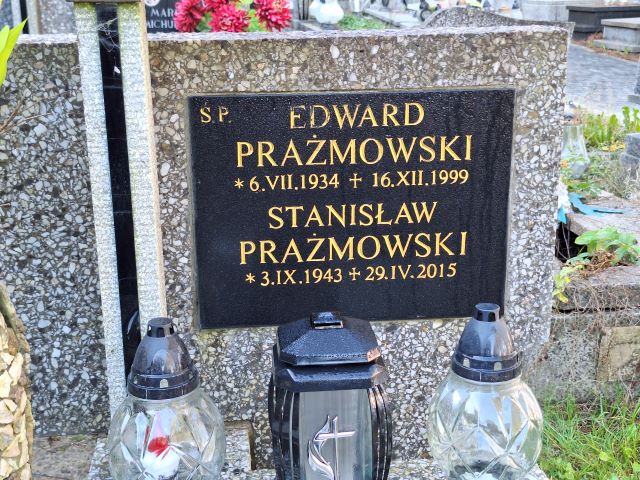 Ś.P. EDWARD
PRAŻMOWSKI
* 6.VII.1934 + 16.XII.1999
STANISŁAW
PRAŻMOWSKI
* 3.IX.1943 + 29.IV.2015